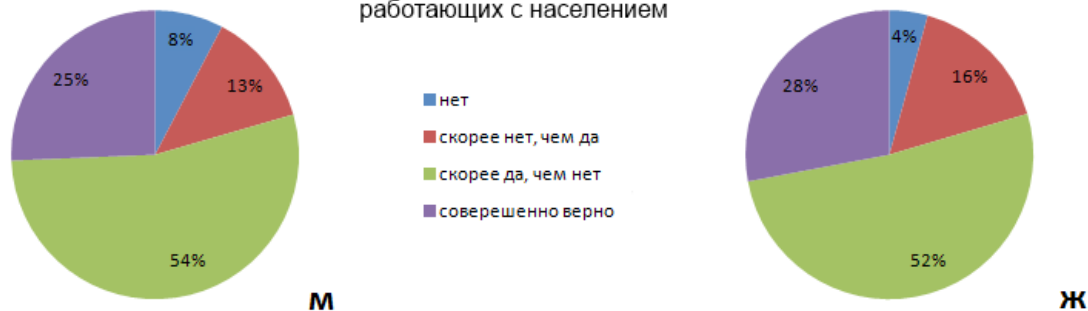 работающих с населением
8%
13%
25%
54%
М
нет
скорее нет, чем да
скорее да, чем нет
соверешенно верно
4%
16%
28%
52%
Ж